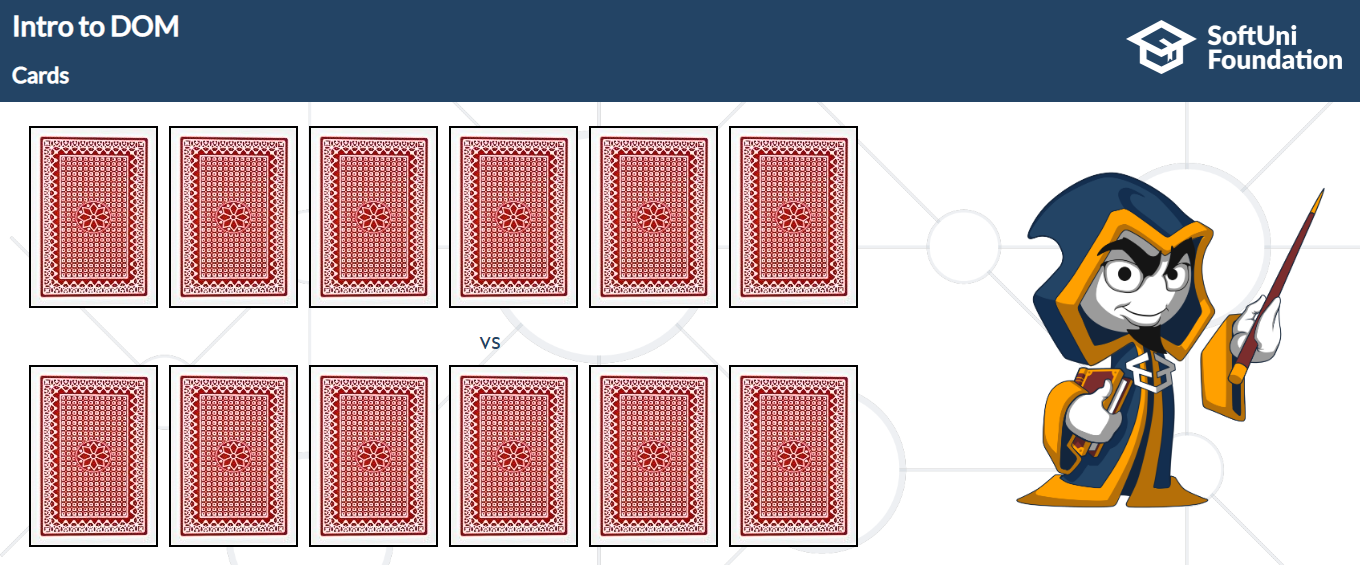 Intro to DOM
Cards
SoftUni
Foundation
VS